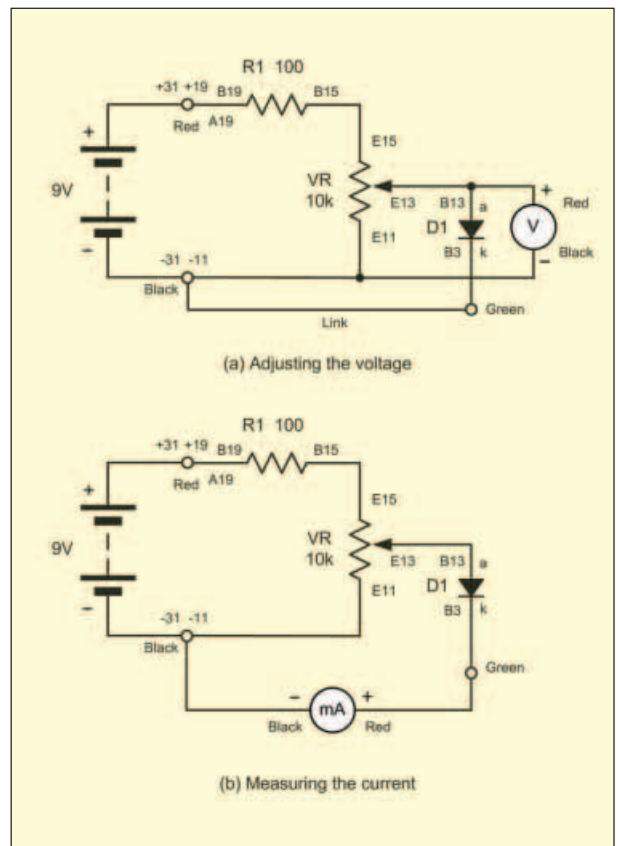 R1 100
+31 +19 B19 B15
Red A19
E15
+
VR
10k
9V
E13 B13 a
+
Red
D1
V
E11
B3 k
-
Black
-
-31 -11
Black
Green
Link
(a) Adjusting the voltage
R1 100
+31 +19 B19 B15
Red A19
E15
+
VR
10k
9V
E13 B13 a
D1
E11
B3 k
-
-31 -11
Black
Green
- mA +
Black Red
(b) Measuring the current